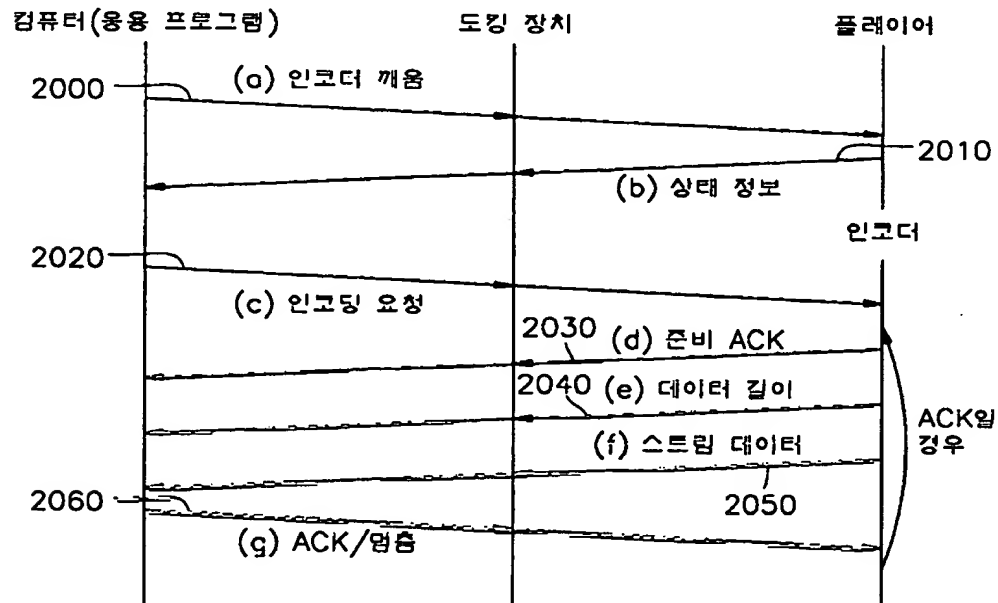 컴퓨터(응용 프로그램) 도킹 장치 플레이어
2000
(a) 인코더 깨움
2010
(b) 상태 정보
인코더
2020
(c) 인코딩 요청
2030
(d) 준비 ACK
2040
(e) 데이터 길이
ACK일
경우
(f) 스트림 데이터
2050
2060
(g) ACK/멈춤